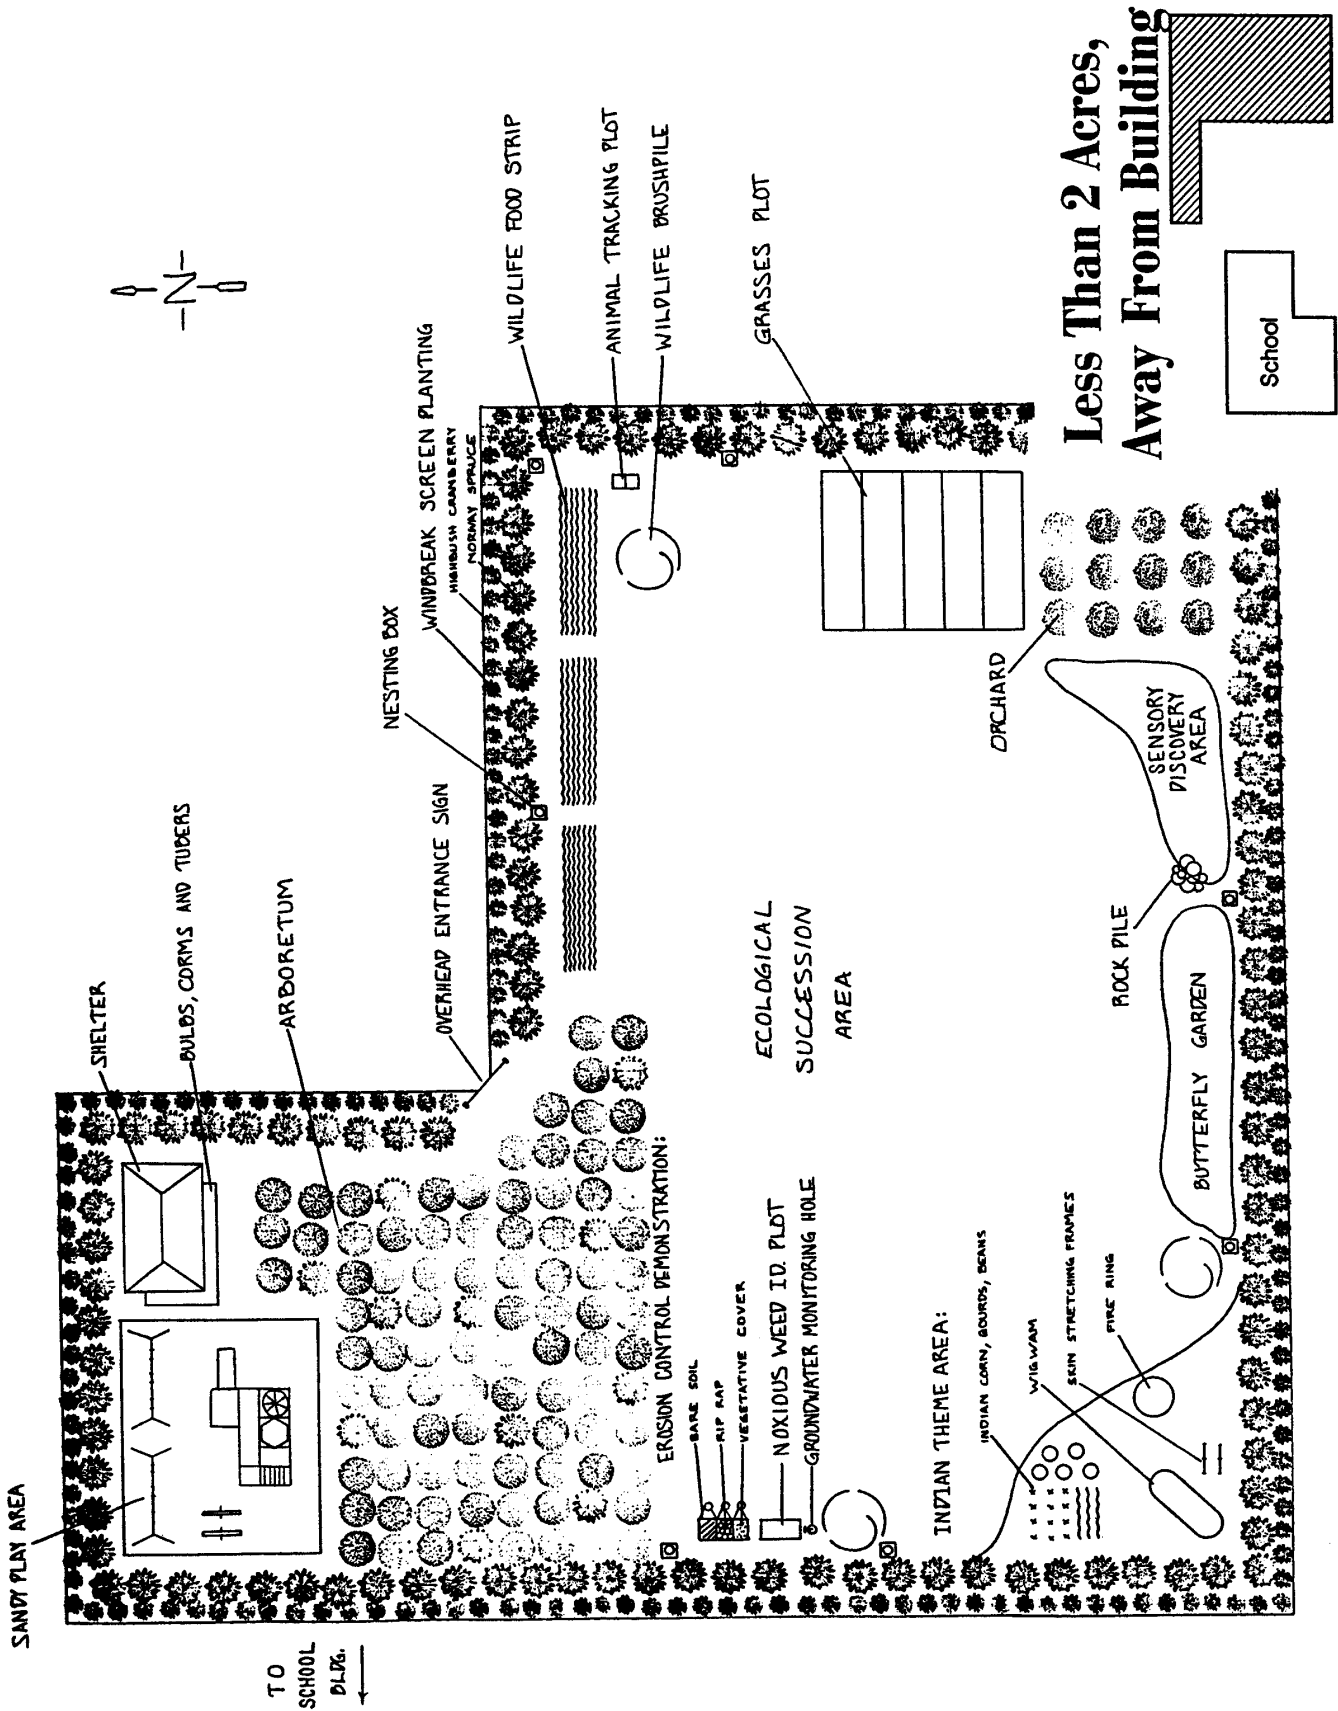 SANDY PLAY AREA
SHELTER
BULBS, CORMS AND TUBERS
ARBORETUM
OVERHEAD ENTRANCE SIGN
NESTING BOX
WINDBREAK SCREEN PLANTING
HIGHBUSH CRANBERRY
NORWAY SPRUCE
WILDLIFE FOOD STRIP
ANIMAL TRACKING PLOT
WILDLIFE BRUSHPILE
GRASSES PLOT
N
TO
SCHOOL
BLDG.
EROSION CONTROL DEMONSTRATION:
BARE SOIL
RIP RAP
VEGETATIVE COVER
NOXIOUS WEED ID. PLOT
GROUNDWATER MONITORING HOLE
ECOLOGICAL
SUCCESSION
AREA
ORCHARD
INDIAN THEME AREA:
INDIAN CORN, GOURDS, BEANS
WIGWAM
SKIN STRETCHING FRAMES
FIRE RING
ROCK PILE
BUTTERFLY GARDEN
SENSORY
DISCOVERY
AREA
Less Than 2 Acres,
Away From Building
School